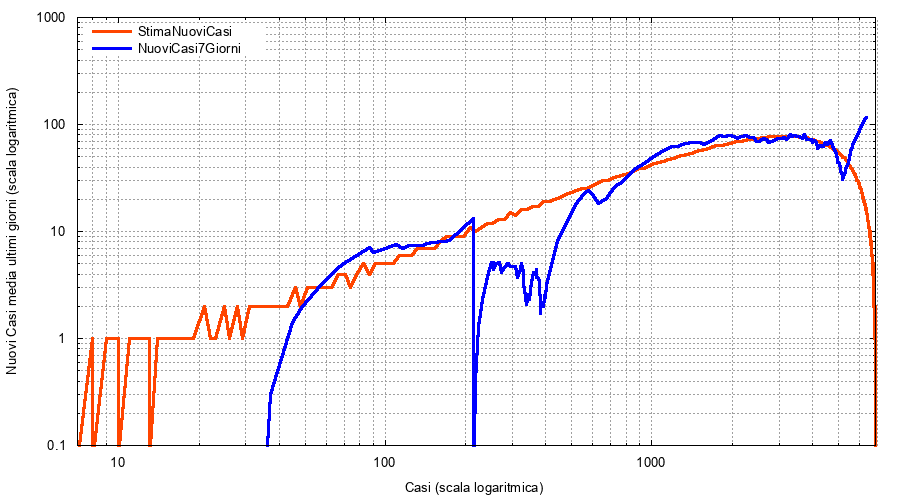 1000
StimaNuoviCasi
NuoviCasi7Giorni
100
10
1
0.1
Nuovi Casi media ultimi giorni (scala logaritmica)
10
100
1000
Casi (scala logaritmica)